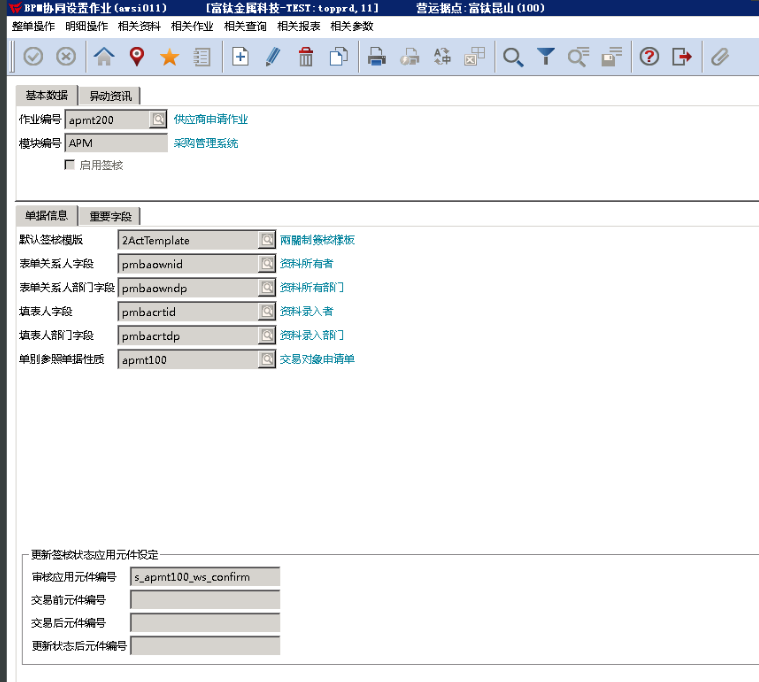 BPM协同设置作业(awsi011) [富钛金属科技-TEST:topprd,11] 营运据点:富钛昆山(100)
整单操作 明细操作 相关资料 相关作业 相关查询 相关报表 相关参数
基本数据 异动资讯
作业编号 apmt200 供应商申请作业
模块编号 APM 采购管理系统
启用签核
单据信息 重要字段
默认签核模版 2ActTemplate 兩關制簽核樣板
表单关系人字段 pmbaownid 资料所有者
表单关系人部门字段 pmbaowndp 资料所有部门
填表人字段 pmbacrtid 资料录入者
填表人部门字段 pmbacrtdp 资料录入部门
单别参照单据性质 apmt100 交易对象申请单
更新签核状态应用元件设定
审核应用元件编号 s_apmt100_ws_confirm
交易前元件编号
交易后元件编号
更新状态后元件编号